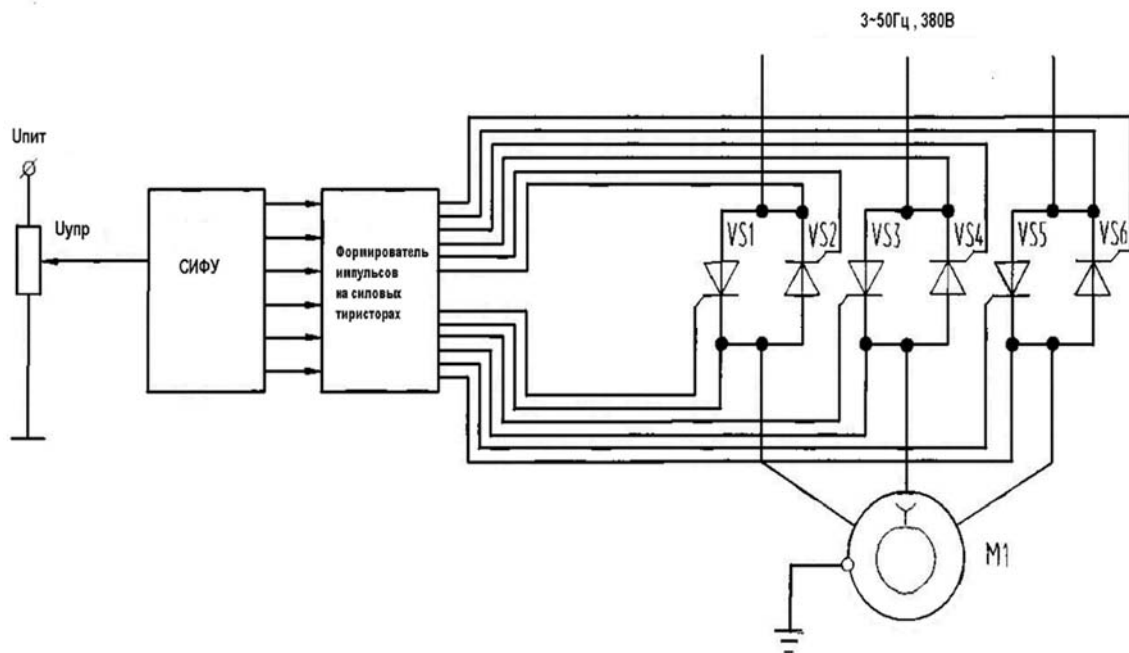 3~50Гц , 380В
Uпит
Uупр
СИФУ
Формирователь
импульсов
на силовых
тиристорах
VS1
VS2
VS3
VS4
VS5
VS6
M1